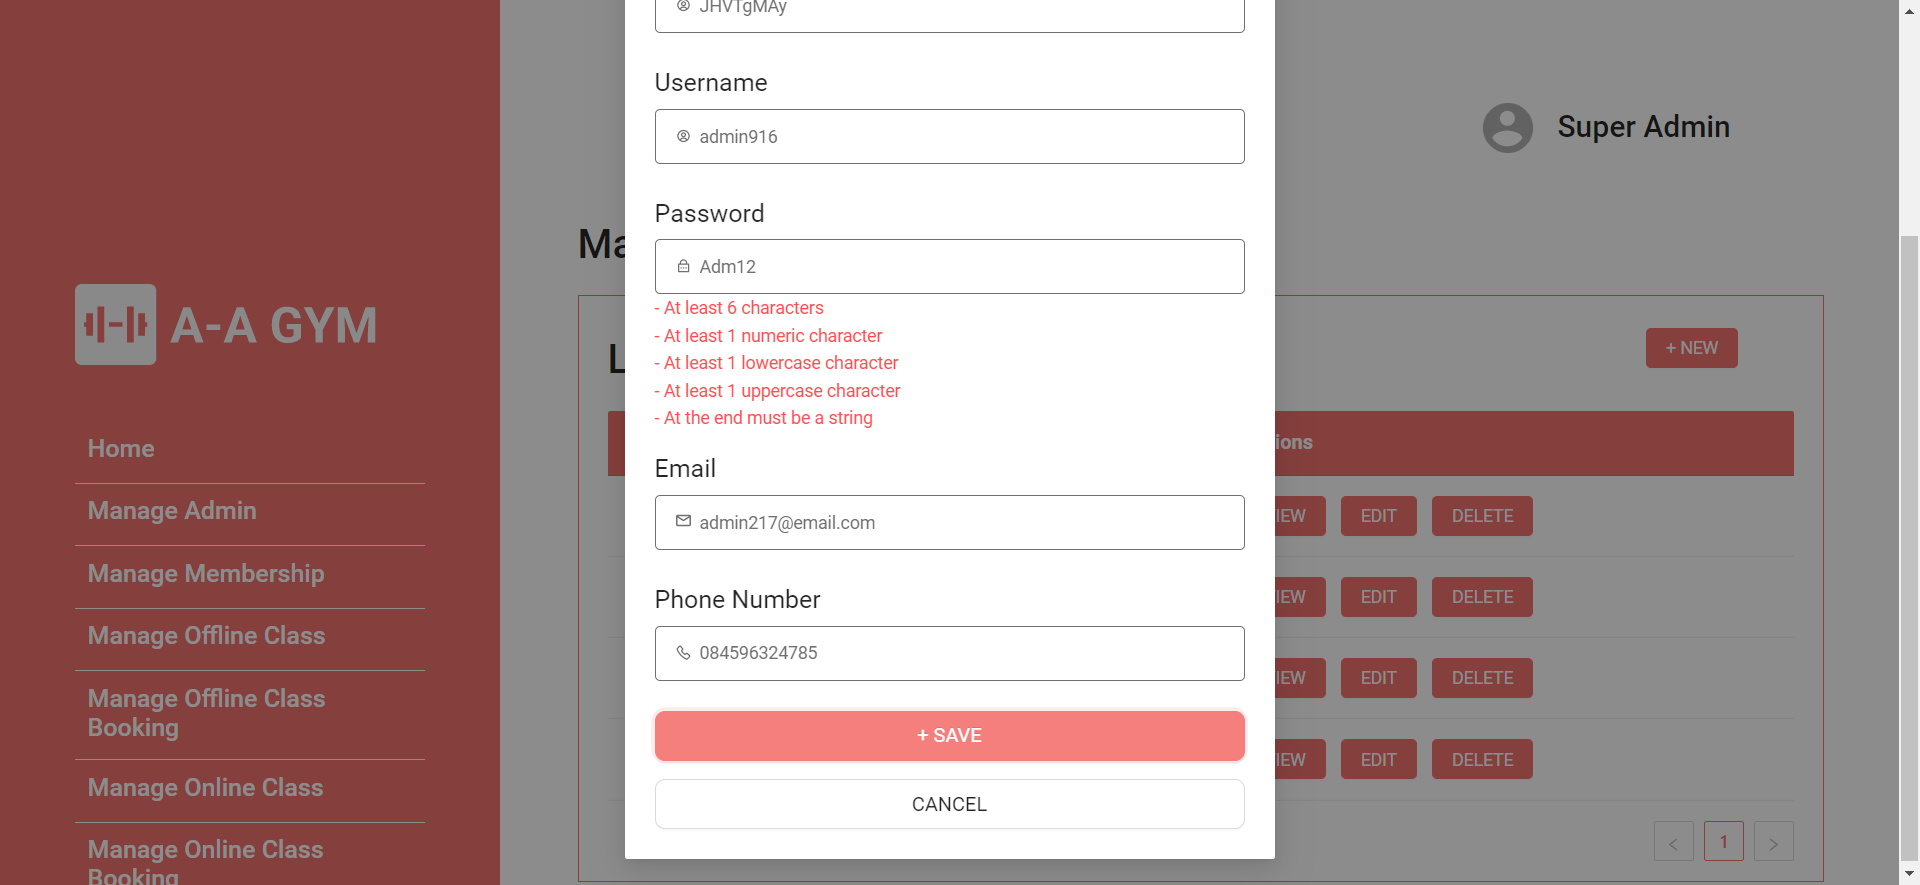 A-A GYM
Home
Manage Admin
Manage Membership
Manage Offline Class
Manage Offline Class
Booking
Manage Online Class
Manage Online Class
Booking
JHVTgMAy
Username
admin916
Password
Adm12
- At least 6 characters
- At least 1 numeric character
- At least 1 lowercase character
- At least 1 uppercase character
- At the end must be a string
Email
admin217@email.com
Phone Number
084596324785
+ SAVE
CANCEL
Super Admin
Ma
L
+ NEW
ions
IEW EDIT DELETE
IEW EDIT DELETE
IEW EDIT DELETE
IEW EDIT DELETE
< 1 >